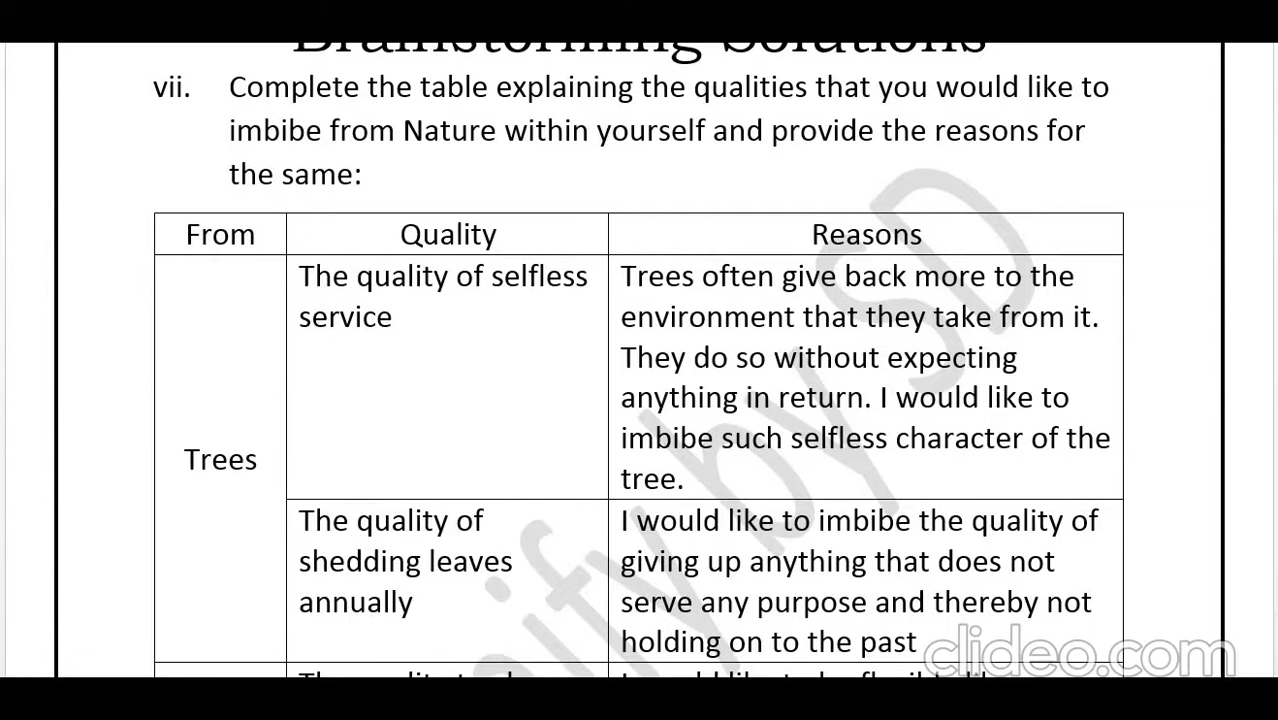 Brainstorming Solutions
vii. Complete the table explaining the qualities that you would like to
imbibe from Nature within yourself and provide the reasons for
the same:
From Quality Reasons
Trees
The quality of selfless
service
Trees often give back more to the
environment that they take from it.
They do so without expecting
anything in return. I would like to
imbibe such selfless character of the
tree.
The quality of
shedding leaves
annually
I would like to imbibe the quality of
giving up anything that does not
serve any purpose and thereby not
holding on to the past
clideo.com